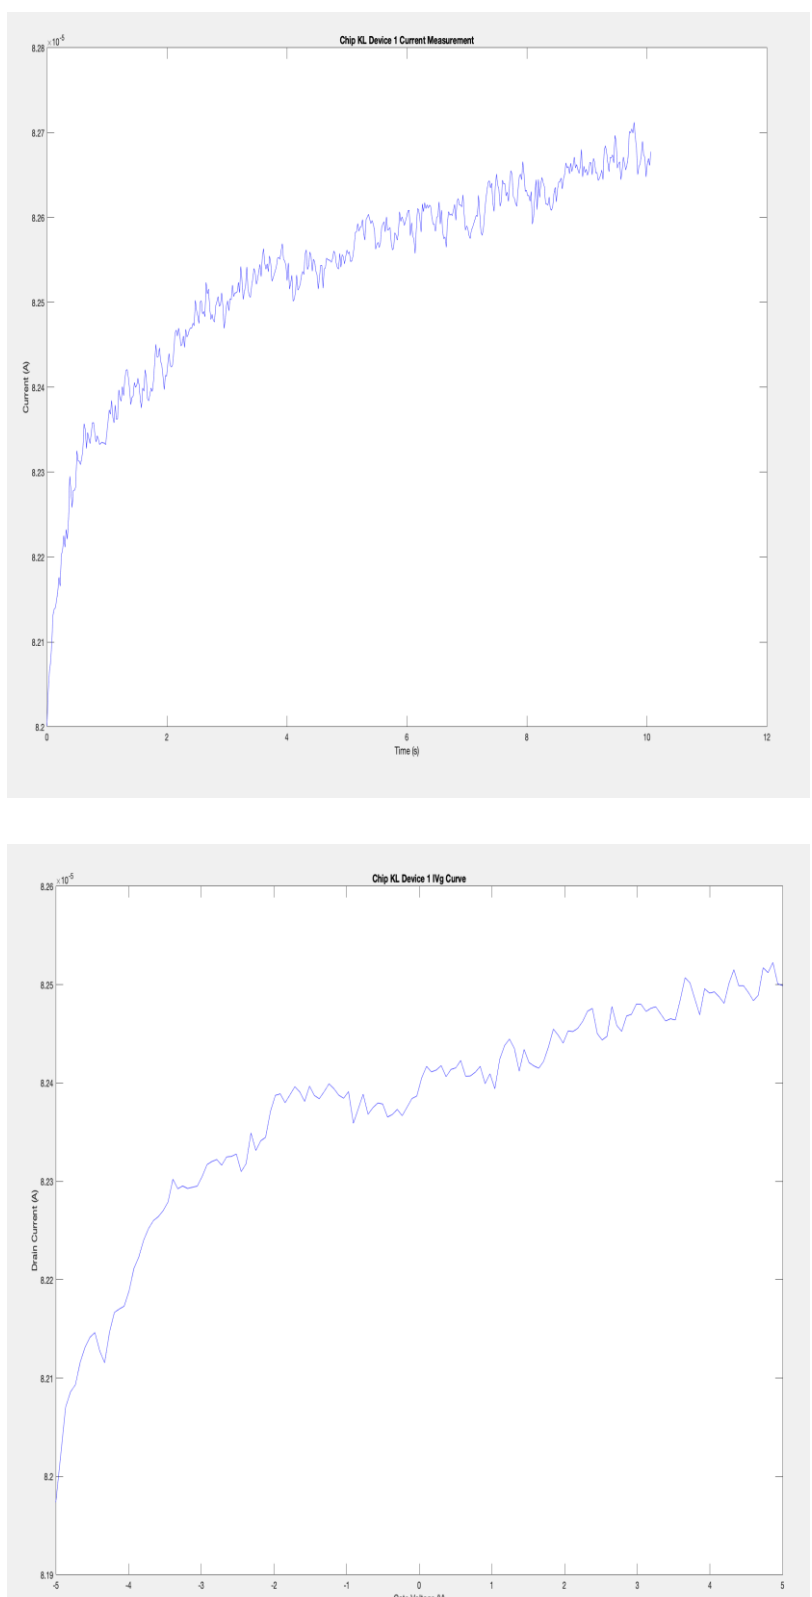 Chip KL Device 1 Current Measurement
×10-5
8.28
8.27
8.26
8.25
8.24
8.23
8.22
8.21
8.2
Current (A)
0 2 4 6 8 10 12
Time (s)
Chip KL Device 1 IVg Curve
×10-5
8.26
8.25
8.24
8.23
8.22
8.21
8.2
8.19
Drain Current (A)
-5 -4 -3 -2 -1 0 1 2 3 4 5